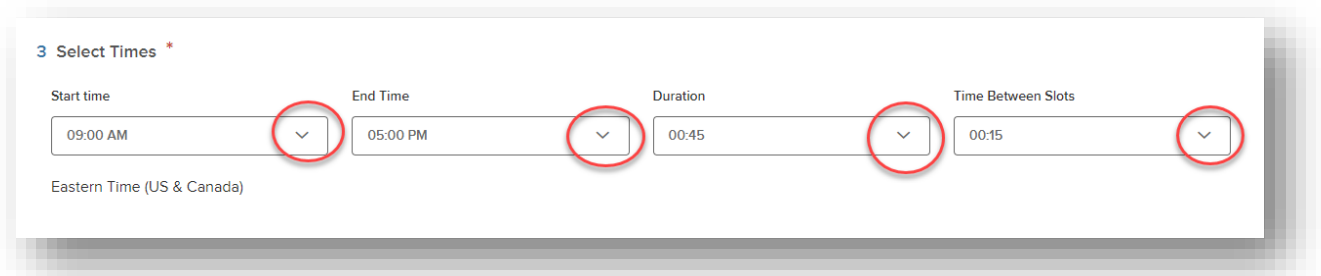 3 Select Times *
Start time End Time Duration Time Between Slots
09:00 AM 05:00 PM 00:45 00:15
Eastern Time (US & Canada)